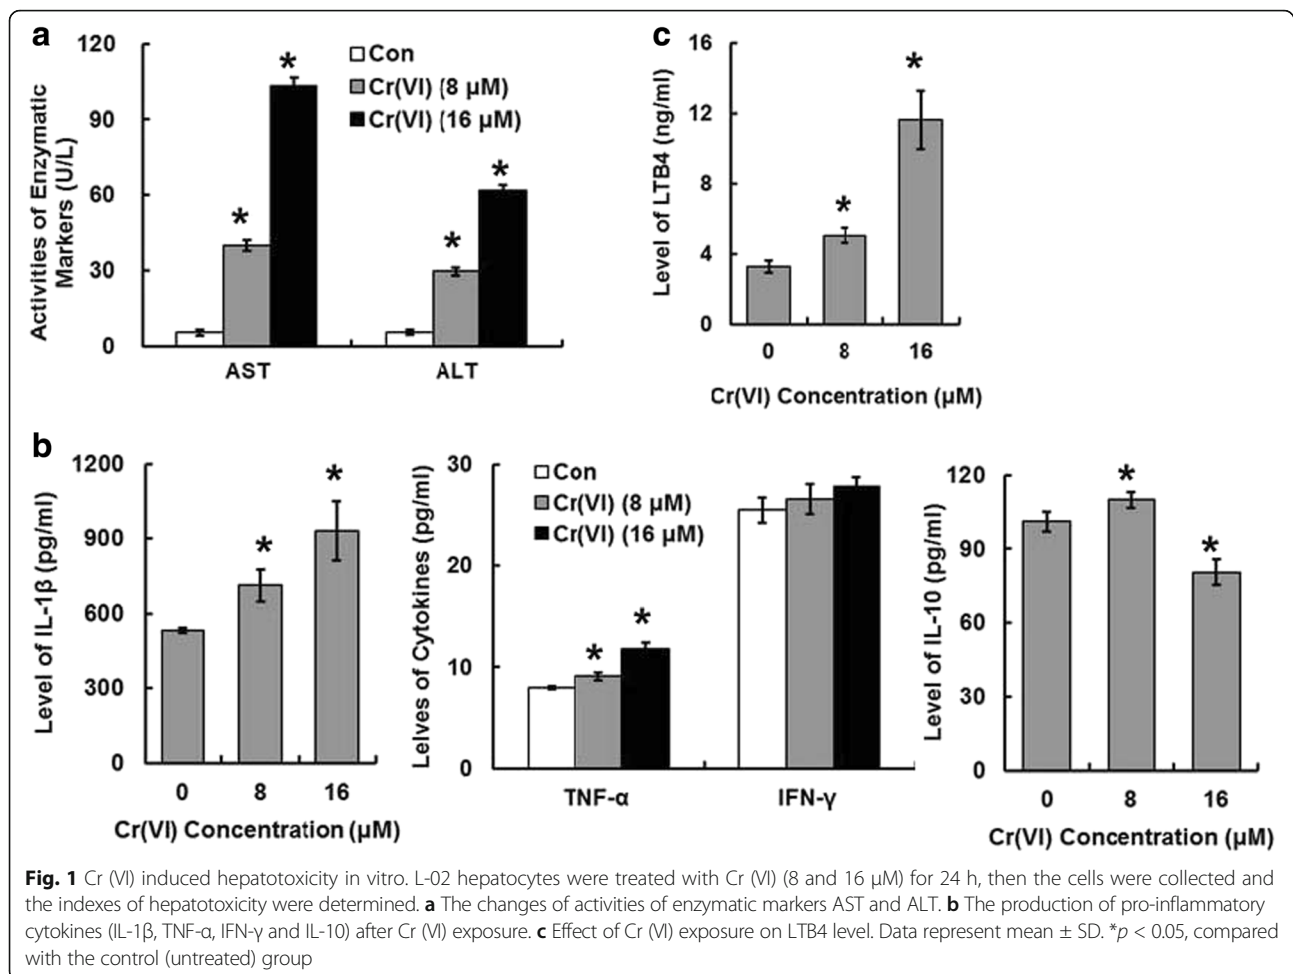 a
120
90
60
30
0
Activities of Enzymatic
Markers (U/L)
Con
Cr(VI) (8 μM)
Cr(VI) (16 μM)
*
*
*
*
AST
ALT
c
16
12
8
4
0
Level of LTB4 (ng/ml)
*
*
0 8 16
Cr(VI) Concentration (μM)
b
1200
900
600
300
0
Level of IL-1β (pg/ml)
*
*
0 8 16
Cr(VI) Concentration (μM)
30
20
10
0
Lelves of Cytokines (pg/ml)
Con
Cr(VI) (8 μM)
Cr(VI) (16 μM)
*
*
TNF-α
IFN-γ
120
90
60
30
0
Level of IL-10 (pg/ml)
*
*
0 8 16
Cr(VI) Concentration
(μM)
Fig. 1 Cr (VI) induced hepatotoxicity in vitro. L-02 hepatocytes were treated with Cr (VI) (8 and 16 μM) for 24 h, then the cells were collected and
the indexes of hepatotoxicity were determined. a The changes of activities of enzymatic markers AST and ALT. b The production of pro-inflammatory
cytokines (IL-1β, TNF-α, IFN-γ and IL-10) after Cr (VI) exposure. c Effect of Cr (VI) exposure on LTB4 level. Data represent mean ± SD. *p < 0.05, compared
with the control (untreated) group